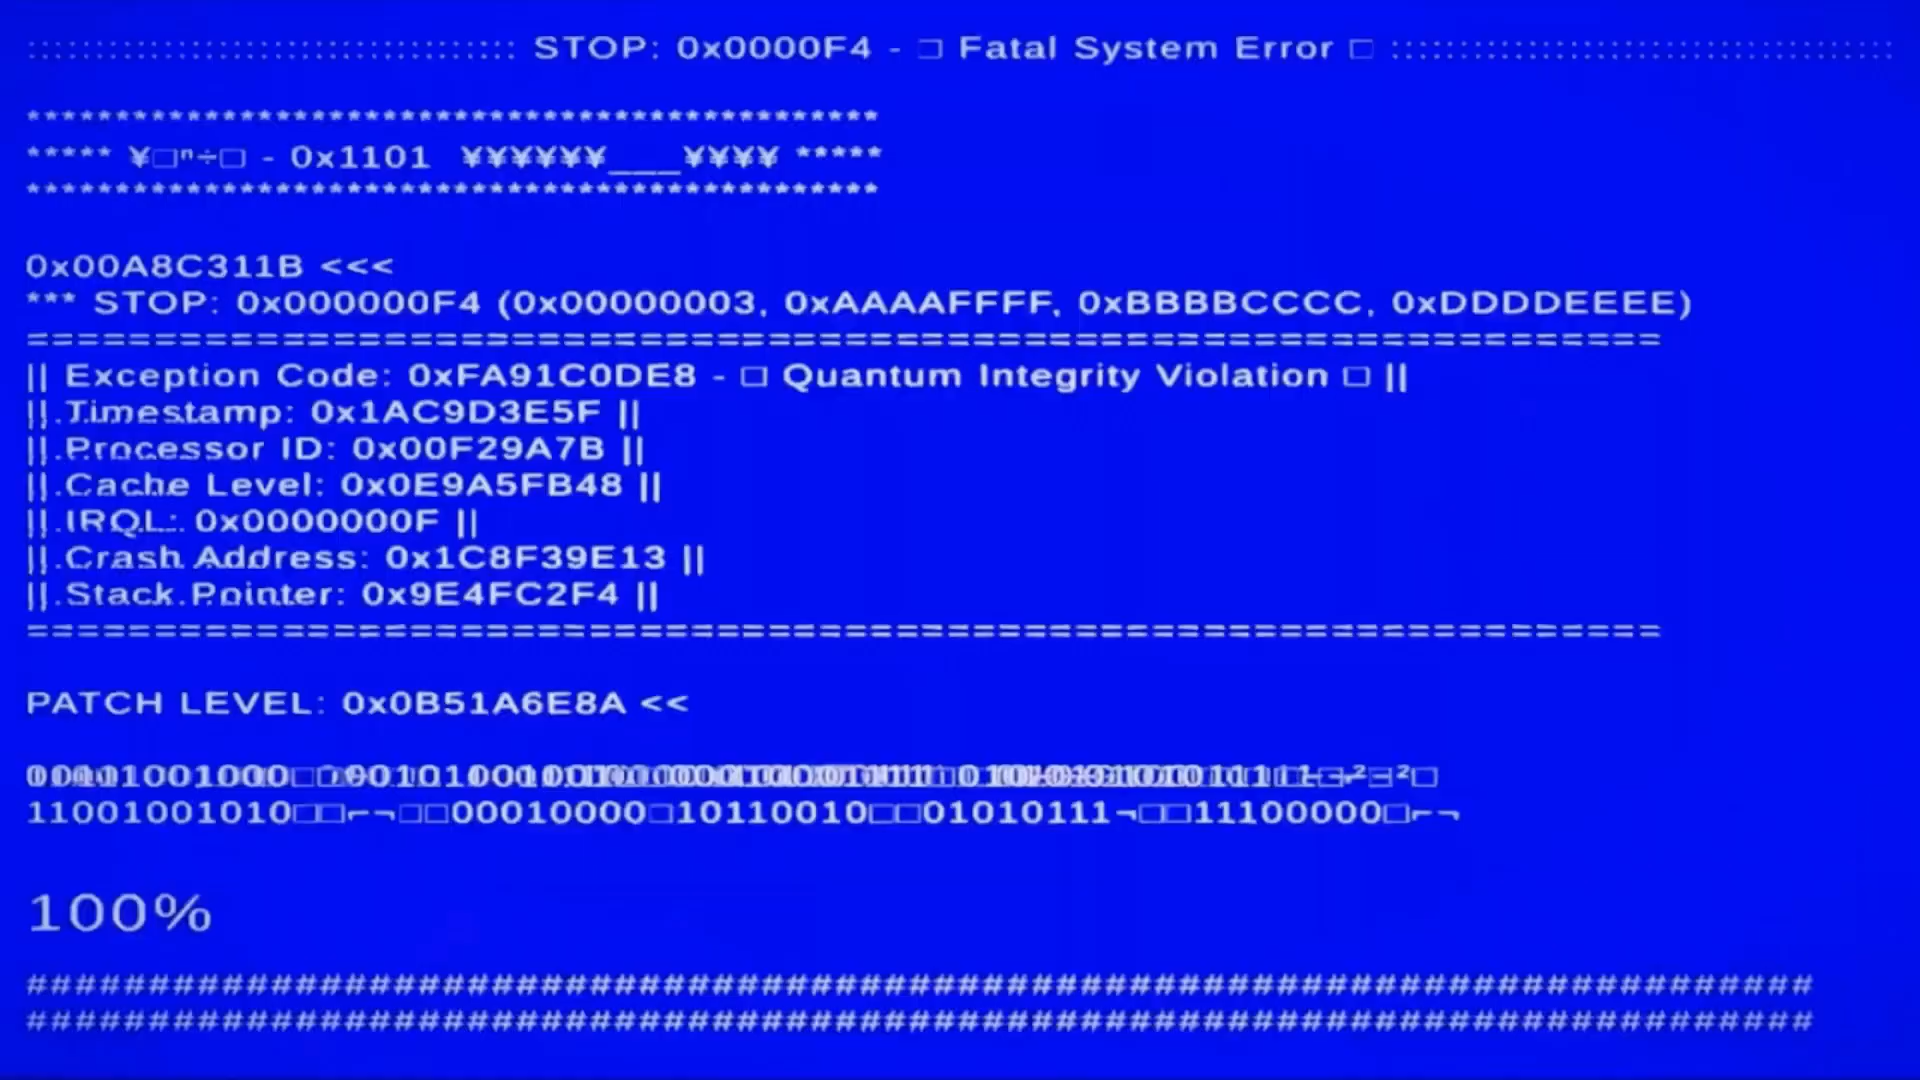 :::::::::::::::::::::::::::::::::: STOP: 0x0000F4 - □ Fatal System Error □ :::::::::::::::::::::::::::::::::::
************************************************
***** ¥□ⁿ÷□ - 0x1101 ¥¥¥¥¥¥___¥¥¥¥ *****
************************************************
0x00A8C311B <<<
*** STOP: 0x000000F4 (0x00000003, 0xAAAAFFFF, 0xBBBBCCCC, 0xDDDDEEEE)
=================================================================
|| Exception Code: 0xFA91C0DE8 - □ Quantum Integrity Violation □ ||
|| Timestamp: 0x1AC9D3E5F ||
|| Processor ID: 0x00F29A7B ||
|| Cache Level: 0x0E9A5FB48 ||
|| IRQL: 0x0000000F ||
|| Crash Address: 0x1C8F39E13 ||
|| Stack Pointer: 0x9E4FC2F4 ||
=================================================================
PATCH LEVEL: 0x0B51A6E8A <<
11001001010□□⌐¬□□00010000□10110010□□01010111¬□□11100000□⌐¬
100%
#########################################################################
#########################################################################